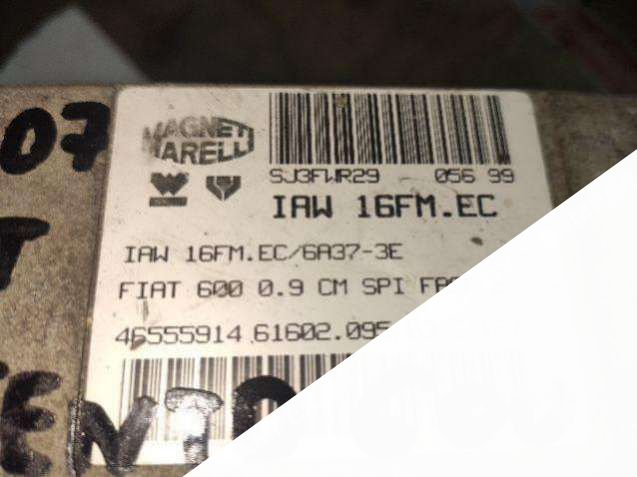 07
MAGNETI
MARELLI
SJ3FWR29 056 99
IAW 16FM.EC
IAW 16FM.EC/6A37-3E
FIAT 600 0.9 CM SPI
46555914 61602.095